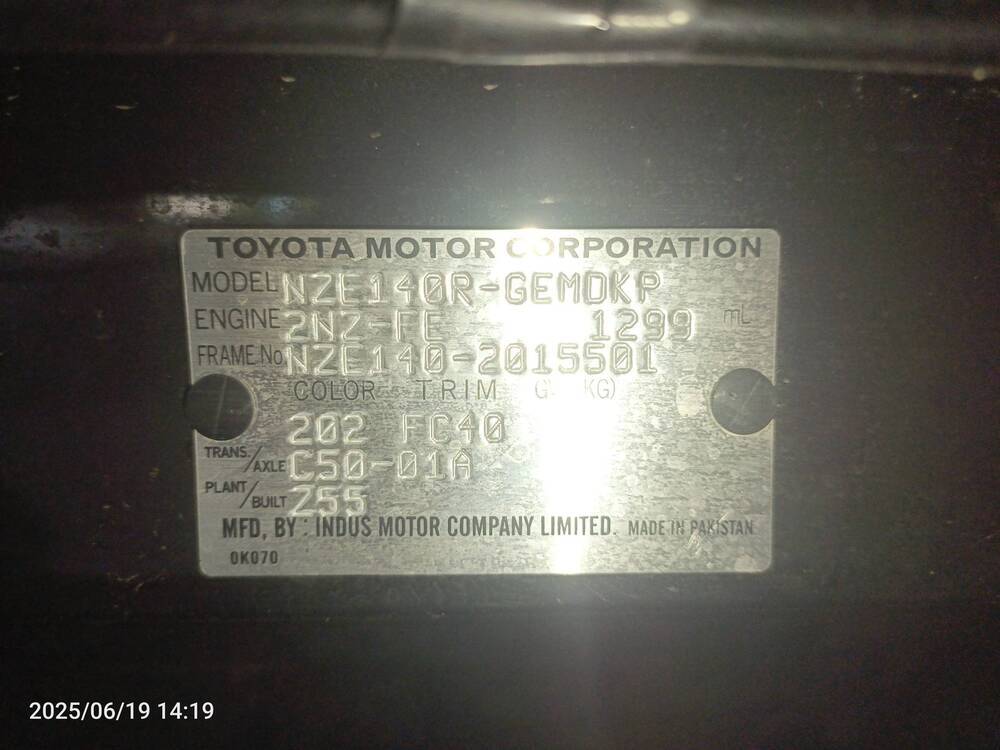 TOYOTA MOTOR CORPORATION
MODEL NZE140R-GEMDKP
ENGINE 2NZ-FE 1299 mL
FRAME No. NZE140-2015501
COLOR TRIM KG)
202 FC40
TRANS./AXLE C50-01A
PLANT/BUILT Z55
MFD, BY : INDUS MOTOR COMPANY LIMITED. MADE IN PAKISTAN
0K070
2025/06/19 14:19